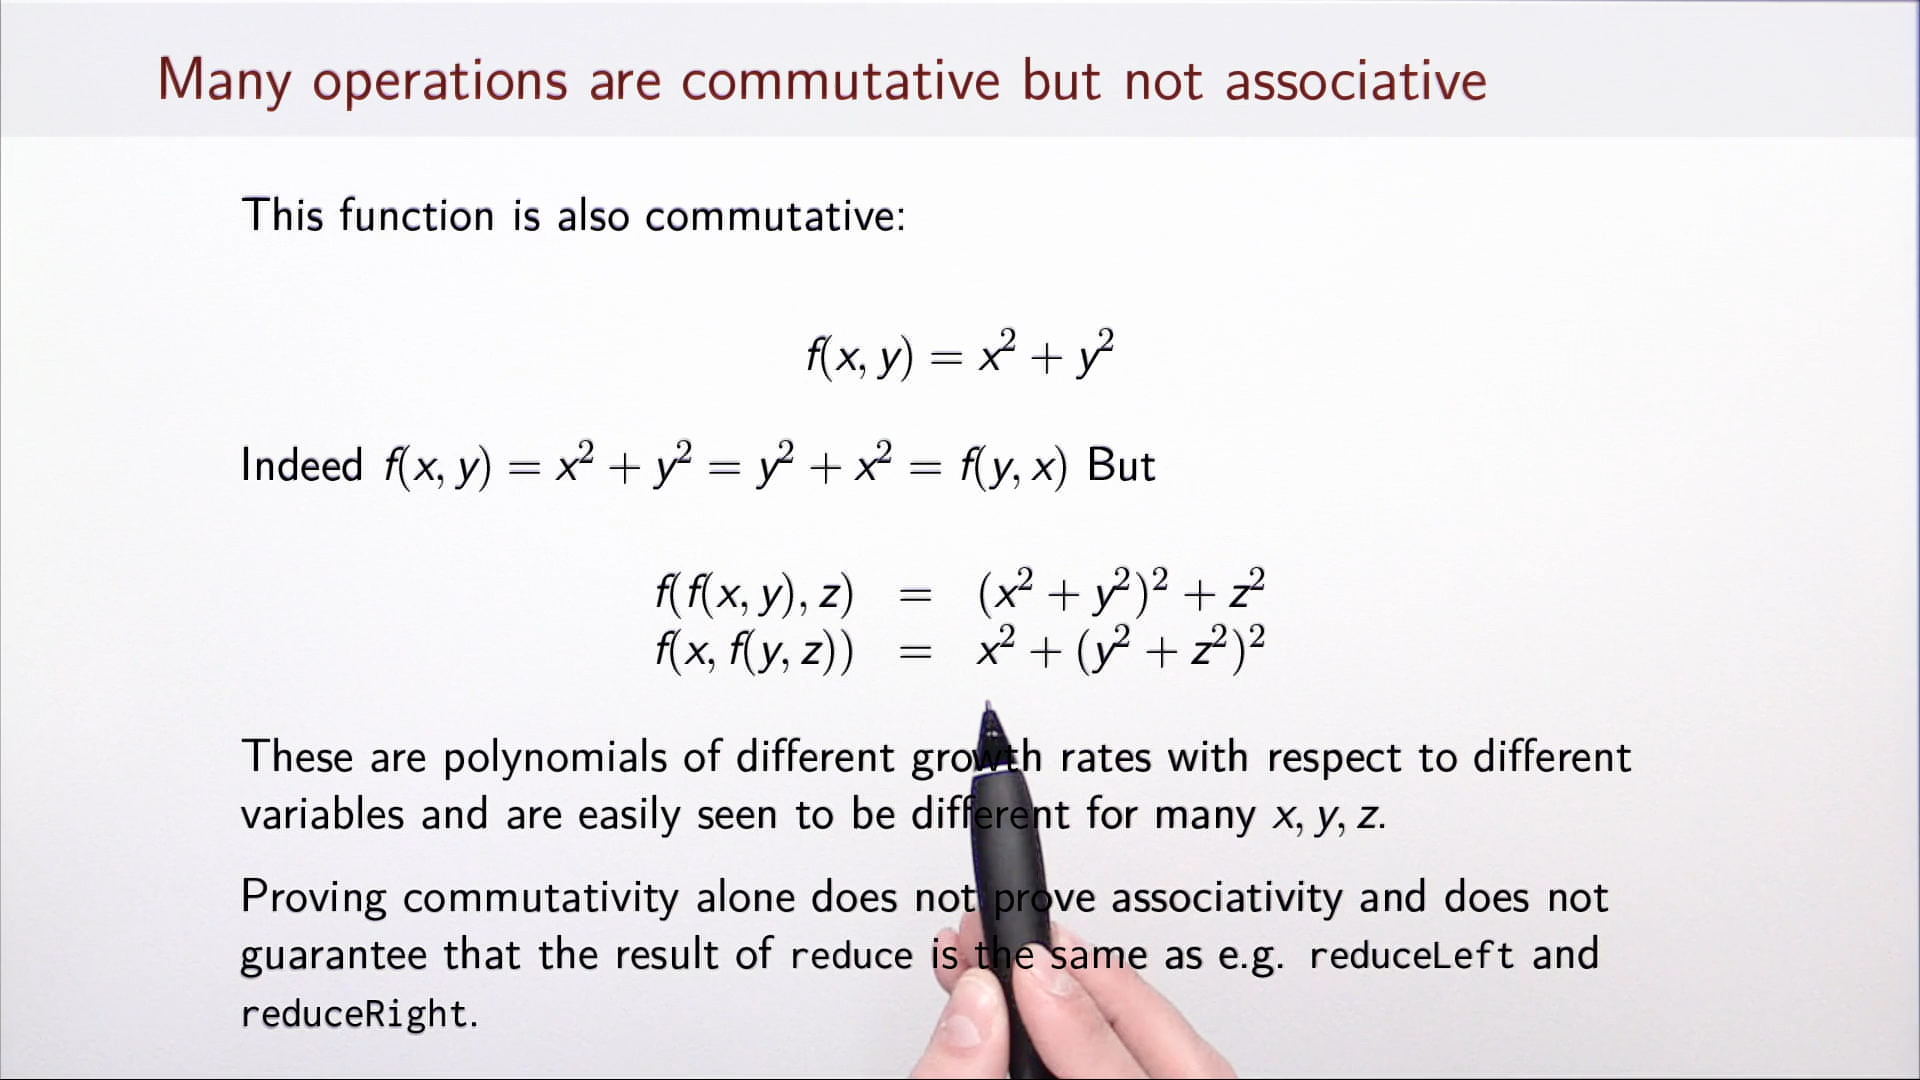 Many operations are commutative but not associative
This function is also commutative:
f(x, y) = x² + y²
Indeed f(x, y) = x² + y² = y² + x² = f(y, x) But
f(f(x, y), z) = (x² + y²)² + z²
f(x, f(y, z)) = x² + (y² + z²)²
These are polynomials of different growth rates with respect to different
variables and are easily seen to be different for many x, y, z.
Proving commutativity alone does not prove associativity and does not
guarantee that the result of reduce is the same as e.g. reduceLeft and
reduceRight.